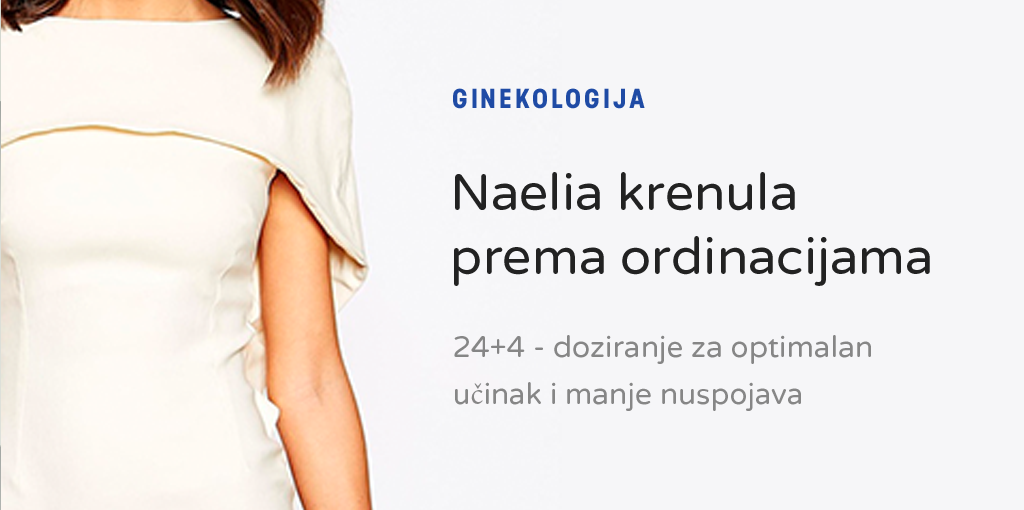 GINEKOLOGIJA
Naelia krenula
prema ordinacijama
24+4 - doziranje za optimalan
učinak i manje nuspojava